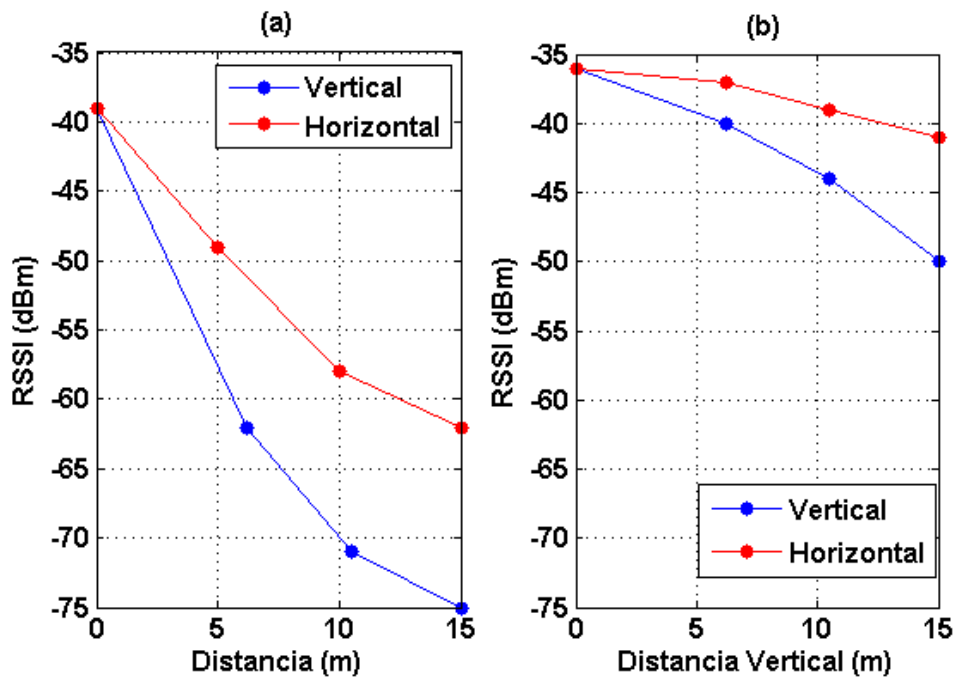 (a)
RSSI (dBm)
-35
-40
-45
-50
-55
-60
-65
-70
-75
0
5
10
15
Distancia (m)
Vertical
Horizontal
(b)
RSSI (dBm)
-35
-40
-45
-50
-55
-60
-65
-70
-75
0
5
10
15
Distancia Vertical (m)
Vertical
Horizontal